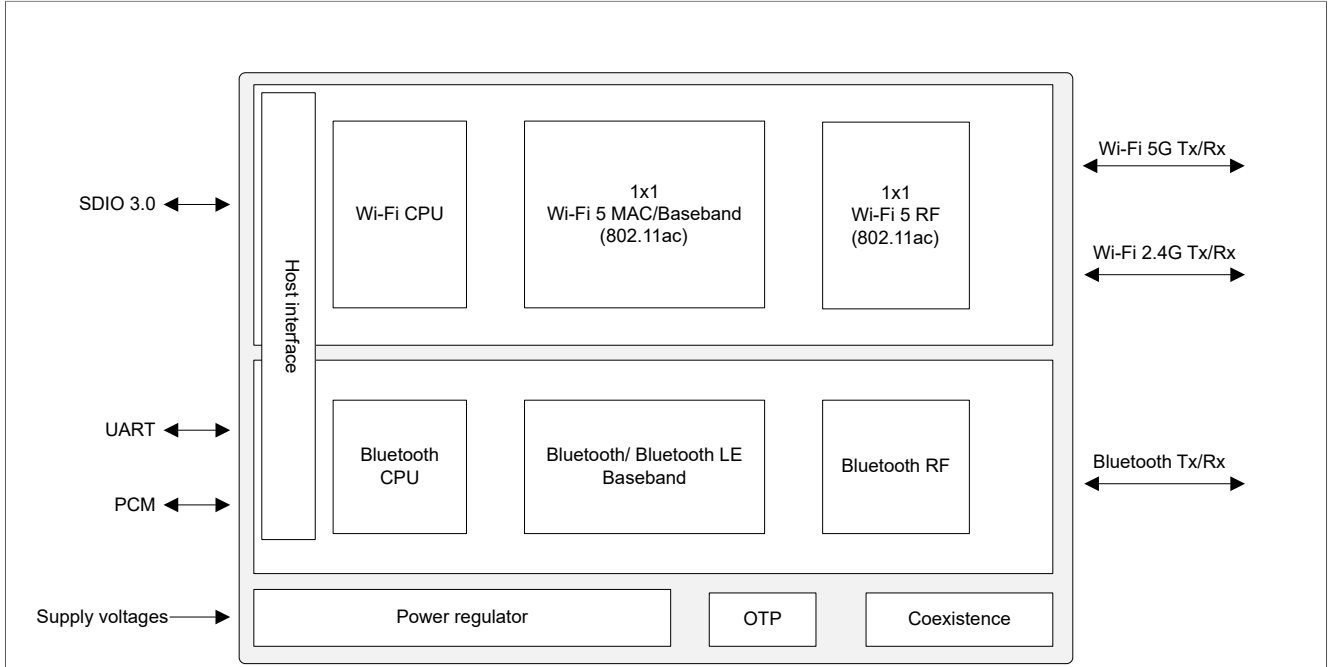 Wi-Fi 5G Tx/Rx
SDIO 3.0
Wi-Fi CPU
1x1
Wi-Fi 5 MAC/Baseband
(802.11ac)
1x1
Wi-Fi 5 RF
(802.11ac)
Wi-Fi 2.4G Tx/Rx
Host interface
UART
PCM
Bluetooth
CPU
Bluetooth/ Bluetooth LE
Baseband
Bluetooth RF
Bluetooth Tx/Rx
Supply voltages
Power regulator
OTP
Coexistence